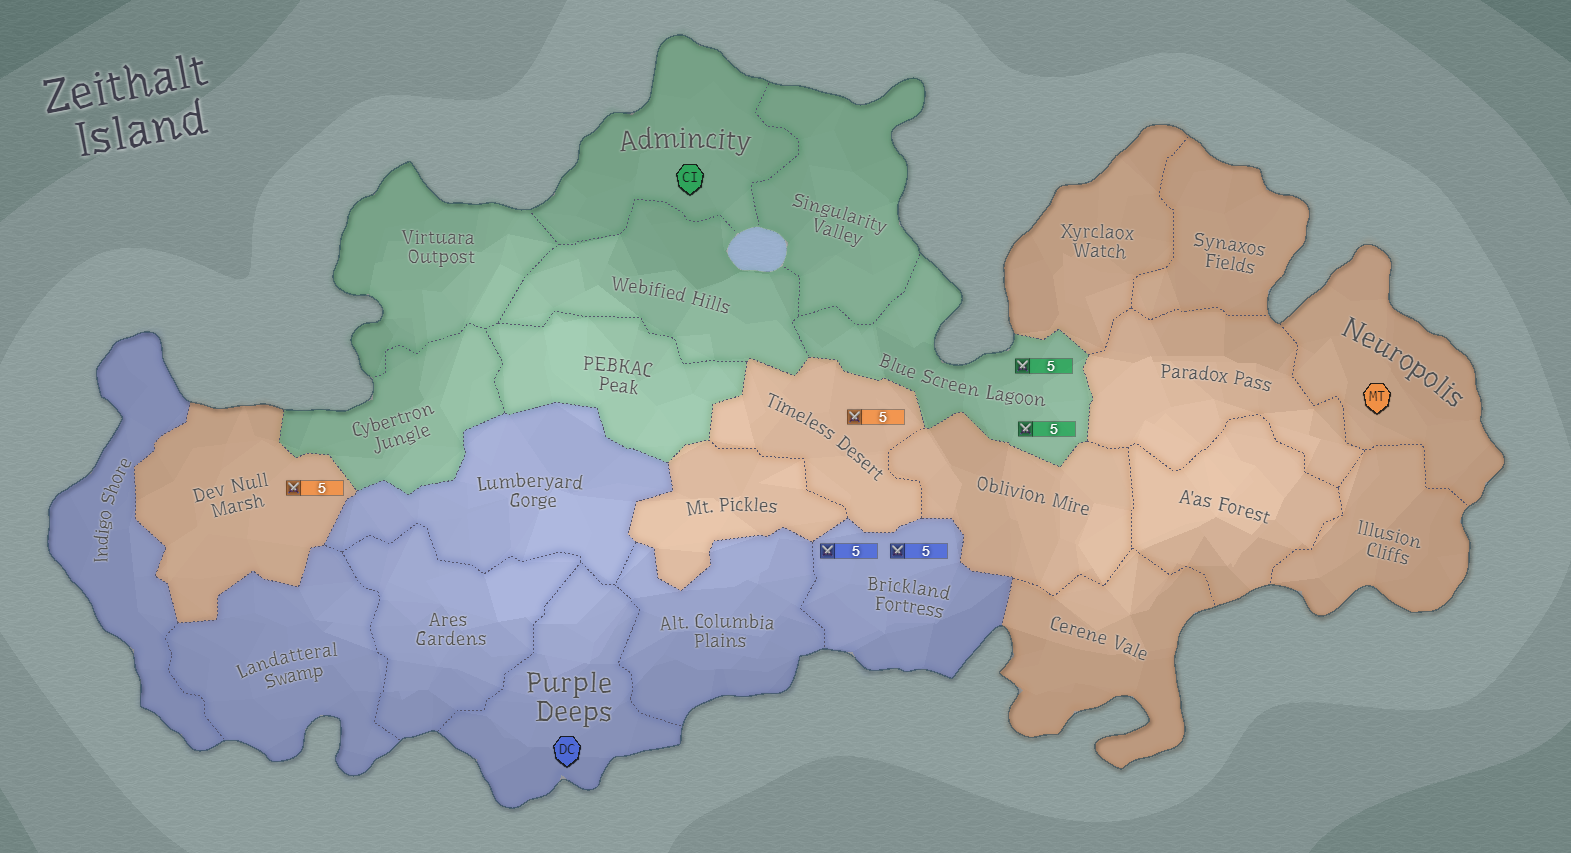 Zeithalt
Island
Admincity
CI
Singularity
Valley
Virtuara
Outpost
Webified Hills
Xyrclaox
Watch
Synaxos
Fields
Neuropolis
MT
PEBKAC
Peak
Blue Screen Lagoon
5
5
Paradox Pass
Timeless Desert
5
Cybertron
Jungle
Indigo Shore
Dev Null
Marsh
5
Lumberyard
Gorge
Mt. Pickles
Oblivion Mire
A'as Forest
Illusion
Cliffs
5
5
Brickland
Fortress
Ares
Gardens
Alt. Columbia
Plains
Cerene Vale
Landatteral
Swamp
Purple
Deeps
DC